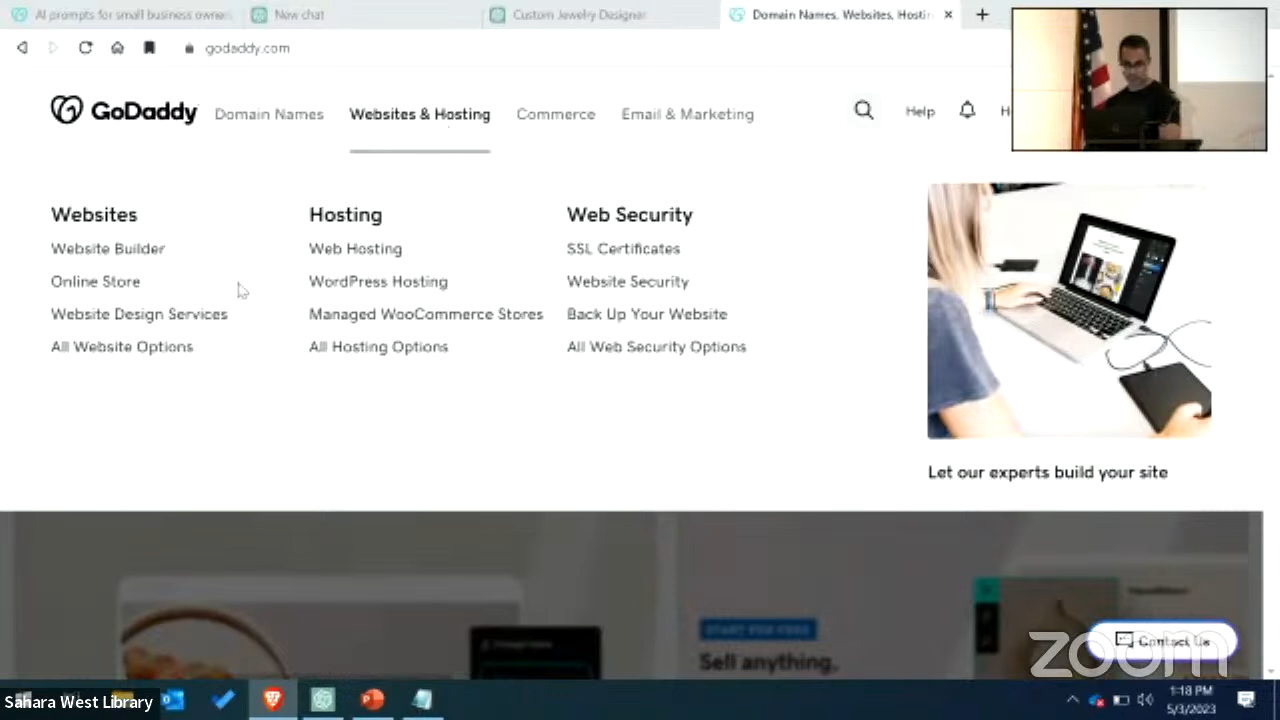 AI prompts for small business owner
New chat
Custom Jewelry Designer
Domain Names, Websites, Hosti
godaddy.com
GoDaddy
Domain Names
Websites & Hosting
Commerce
Email & Marketing
Help
H
Websites
Website Builder
Online Store
Website Design Services
All Website Options
Hosting
Web Hosting
WordPress Hosting
Managed WooCommerce Stores
All Hosting Options
Web Security
SSL Certificates
Website Security
Back Up Your Website
All Web Security Options
Let our experts build your site
START FOR FREE
Sell anything.
Contact Us
zoom
Sahara West Library
1:18 PM
5/3/2023